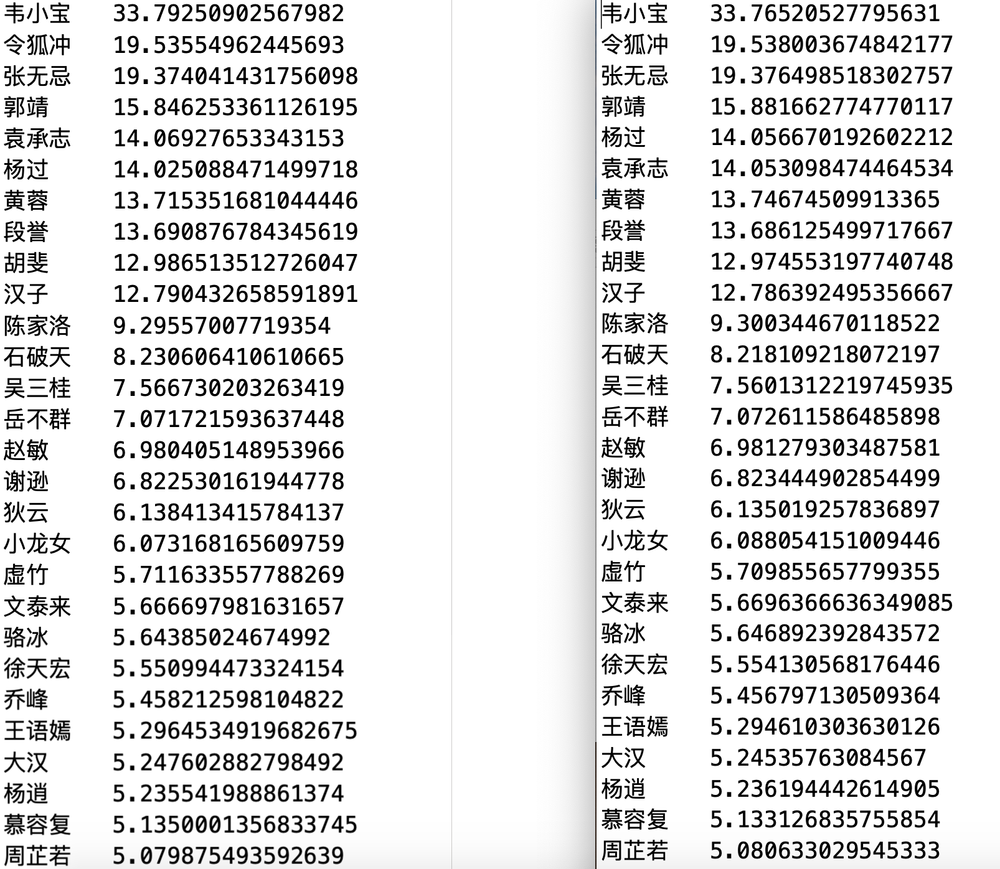 韦小宝 33.79250902567982
令狐冲 19.53554962445693
张无忌 19.374041431756098
郭靖 15.846253361126195
袁承志 14.06927653343153
杨过 14.025088471499718
黄蓉 13.715351681044446
段誉 13.690876784345619
胡斐 12.986513512726047
汉子 12.790432658591891
陈家洛 9.29557007719354
石破天 8.230606410610665
吴三桂 7.566730203263419
岳不群 7.071721593637448
赵敏 6.980405148953966
谢逊 6.822530161944778
狄云 6.138413415784137
小龙女 6.073168165609759
虚竹 5.711633557788269
文泰来 5.666697981631657
骆冰 5.64385024674992
徐天宏 5.550994473324154
乔峰 5.458212598104822
王语嫣 5.2964534919682675
大汉 5.247602882798492
杨逍 5.235541988861374
慕容复 5.1350001356833745
周芷若 5.079875493592639
韦小宝 33.76520527795631
令狐冲 19.538003674842177
张无忌 19.376498518302757
郭靖 15.881662774770117
杨过 14.056670192602212
袁承志 14.053098474464534
黄蓉 13.74674509913365
段誉 13.686125499717667
胡斐 12.974553197740748
汉子 12.786392495356667
陈家洛 9.300344670118522
石破天 8.218109218072197
吴三桂 7.5601312219745935
岳不群 7.072611586485898
赵敏 6.981279303487581
谢逊 6.823444902854499
狄云 6.135019257836897
小龙女 6.088054151009446
虚竹 5.709855657799355
文泰来 5.6696366636349085
骆冰 5.646892392843572
徐天宏 5.554130568176446
乔峰 5.456797130509364
王语嫣 5.294610303630126
大汉 5.24535763084567
杨逍 5.236194442614905
慕容复 5.133126835755854
周芷若 5.080633029545333